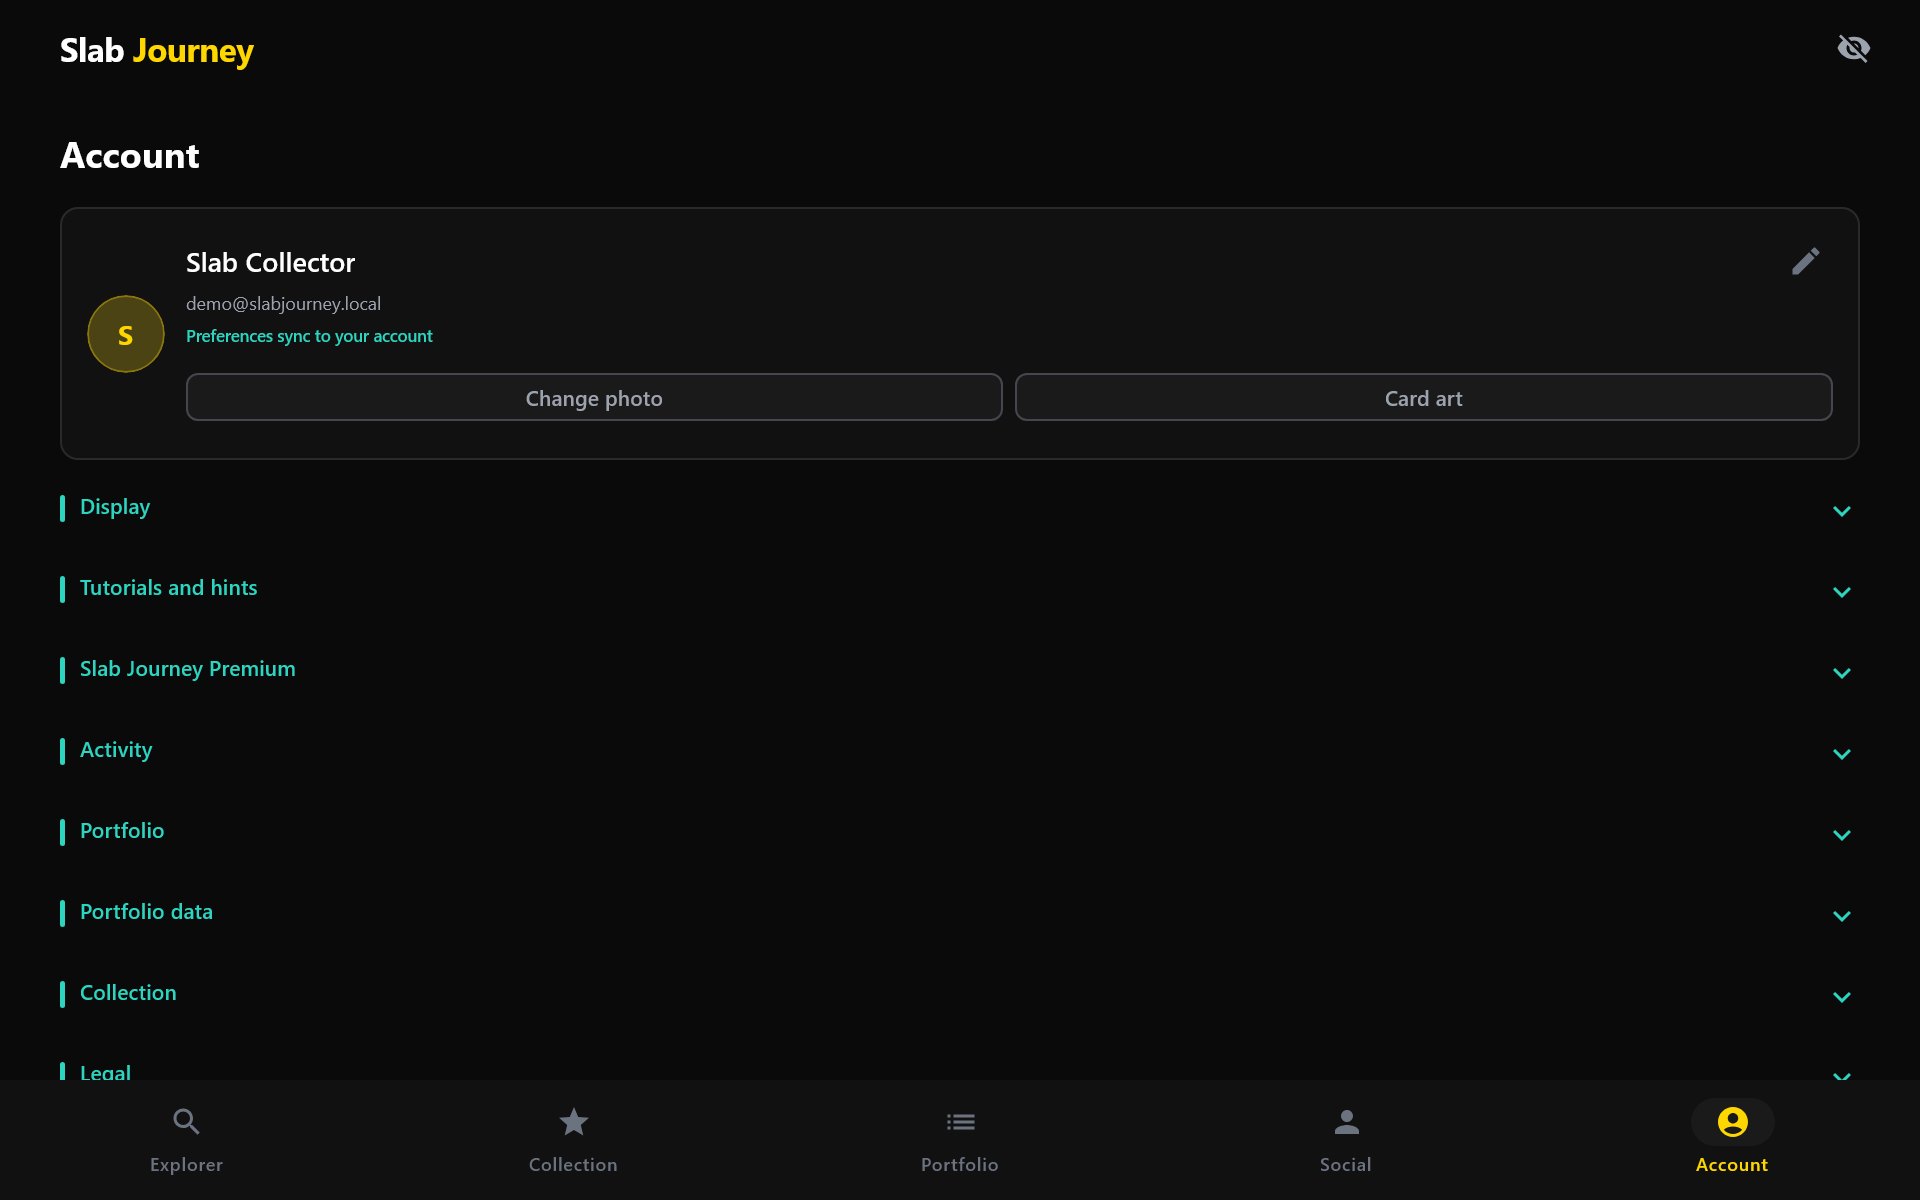 Slab Journey
Account
Slab Collector
demo@slabjourney.local
S
Preferences sync to your account
Change photo
Card art
Display
Tutorials and hints
Slab Journey Premium
Activity
Portfolio
Portfolio data
Collection
Legal
Explorer
Collection
Portfolio
Social
Account